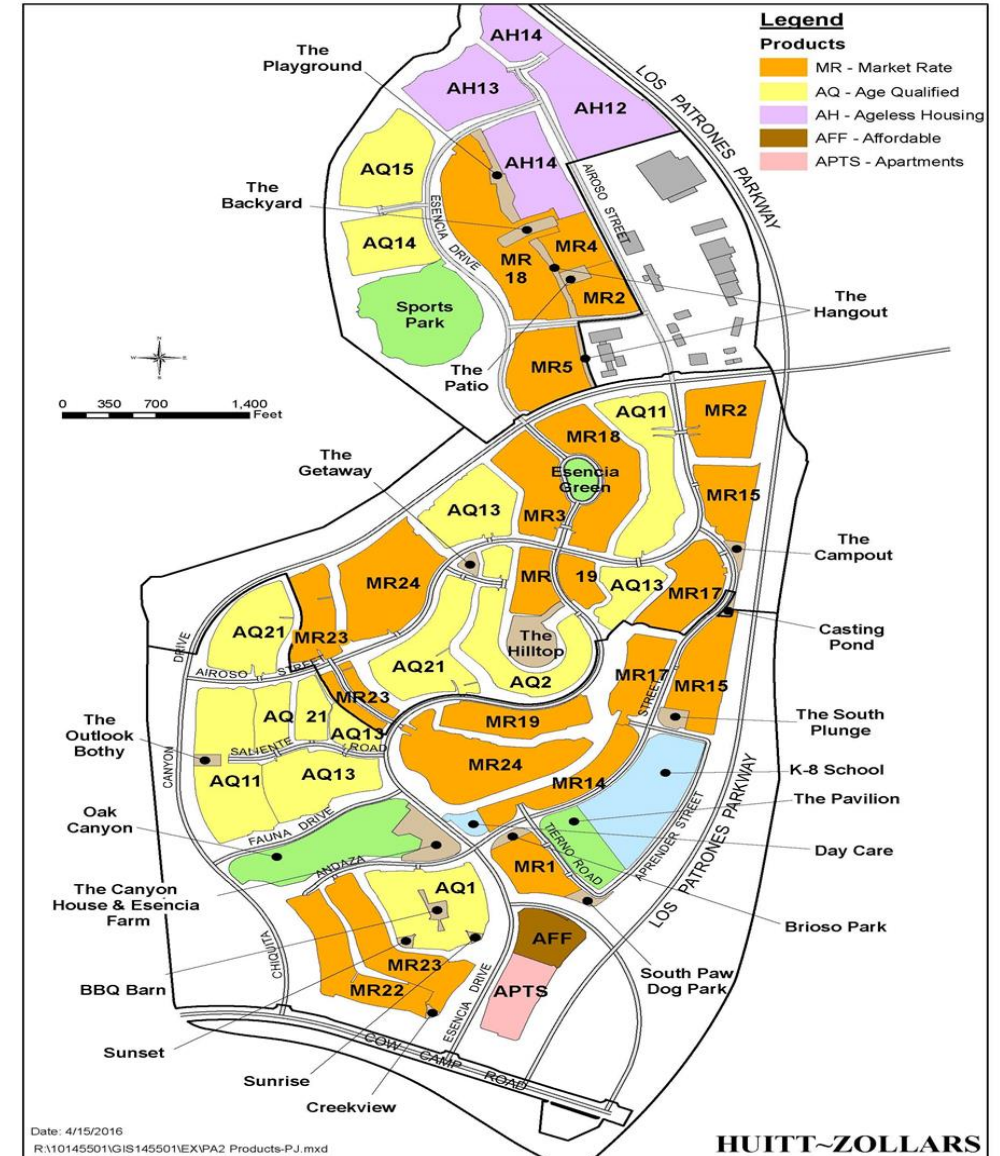 Legend
Products
MR - Market Rate
AQ - Age Qualified
AH - Ageless Housing
AFF - Affordable
APTS - Apartments
AH14
The
Playground
AH13
AH12
LOS PATRONES PARKWAY
AH14
AQ15
The
Backyard
AIROSO STREET
ESENCIA DRIVE
AQ14
MR4
MR
18
Sports
Park
MR2
The
Hangout
N
W
E
S
The
Patio
MR5
0 350 700 1,400
Feet
AQ11
MR2
MR18
The
Getaway
Esencia
Green
AQ13
MR3
MR15
The
Campout
MR24
MR
19
AQ13
MR17
AQ21
MR23
The
Hilltop
Casting
Pond
DRIVE
AIROSO STREET
AQ21
AQ2
MR17
MR15
MR23
STREET
AQ 21
AQ13
MR19
The South
Plunge
The
Outlook
Bothy
SALIENTE ROAD
CANYON
AQ11
AQ13
MR24
MR14
K-8 School
The Pavilion
Oak
Canyon
FAUNA DRIVE
TIERNO ROAD
APRENDER STREET
LOS PATRONES PARKWAY
Day Care
ANDAZA
MR1
The Canyon
House & Esencia
Farm
AQ1
Brioso Park
AFF
CHIQUITA
MR23
MR22
South Paw
Dog Park
BBQ Barn
APTS
ESENCIA DRIVE
COW CAMP ROAD
Sunset
Sunrise
Creekview
Date: 4/15/2016
R:\10145501\GIS145501\EX\PA2 Products-PJ.mxd
HUITT~ZOLLARS